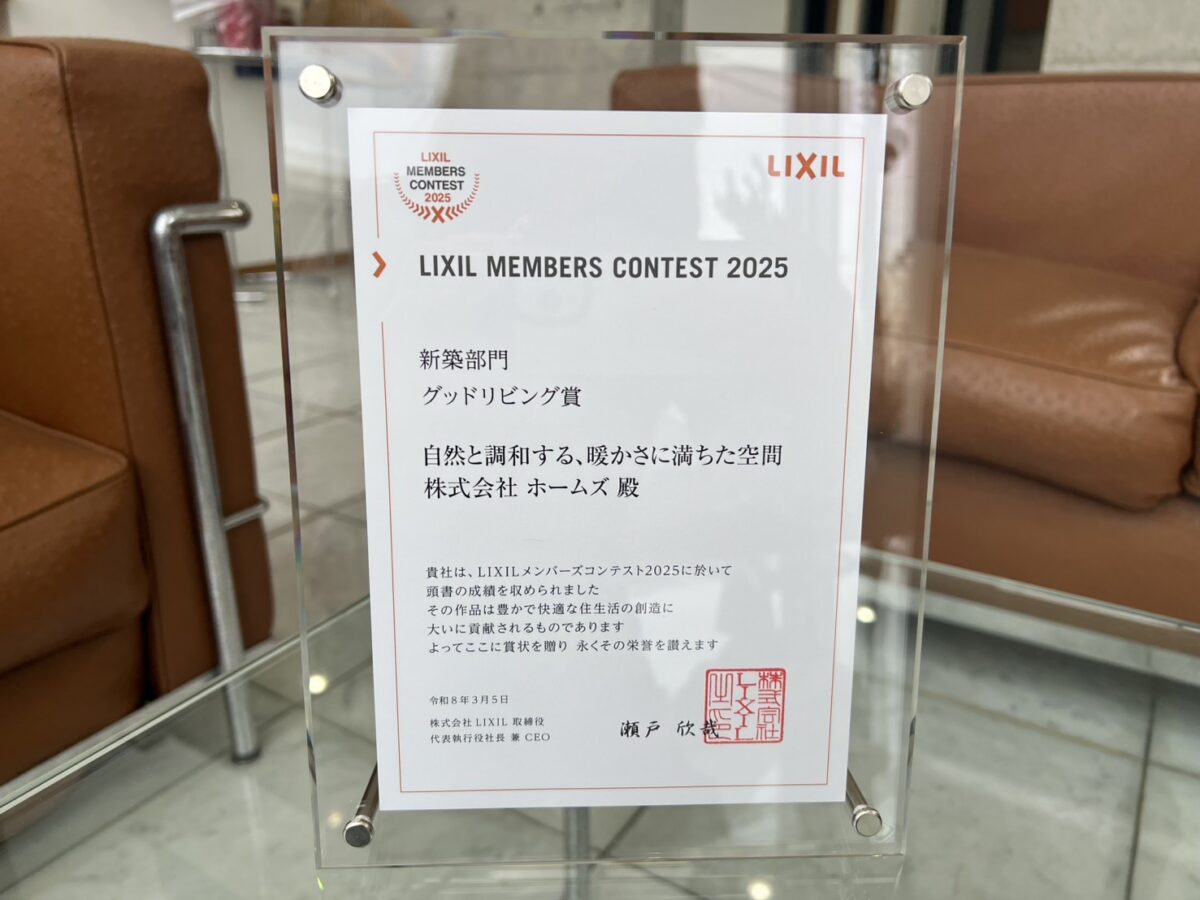 LIXIL
MEMBERS
CONTEST
2025
LIXIL
LIXIL MEMBERS CONTEST 2025
新築部門
グッドリビング賞
自然と調和する、暖かさに満ちた空間
株式会社 ホームズ 殿
貴社は、LIXILメンバーズコンテスト2025に於いて
頭書の成績を収められました
その作品は豊かで快適な住生活の創造に
大いに貢献されるものであります
よってここに賞状を贈り 永くその栄誉を讃えます
令和8年3月5日
株式会社 LIXIL 取締役
代表執行役社長 兼 CEO
瀬戸 欣哉
株式会社
LIXIL
之印